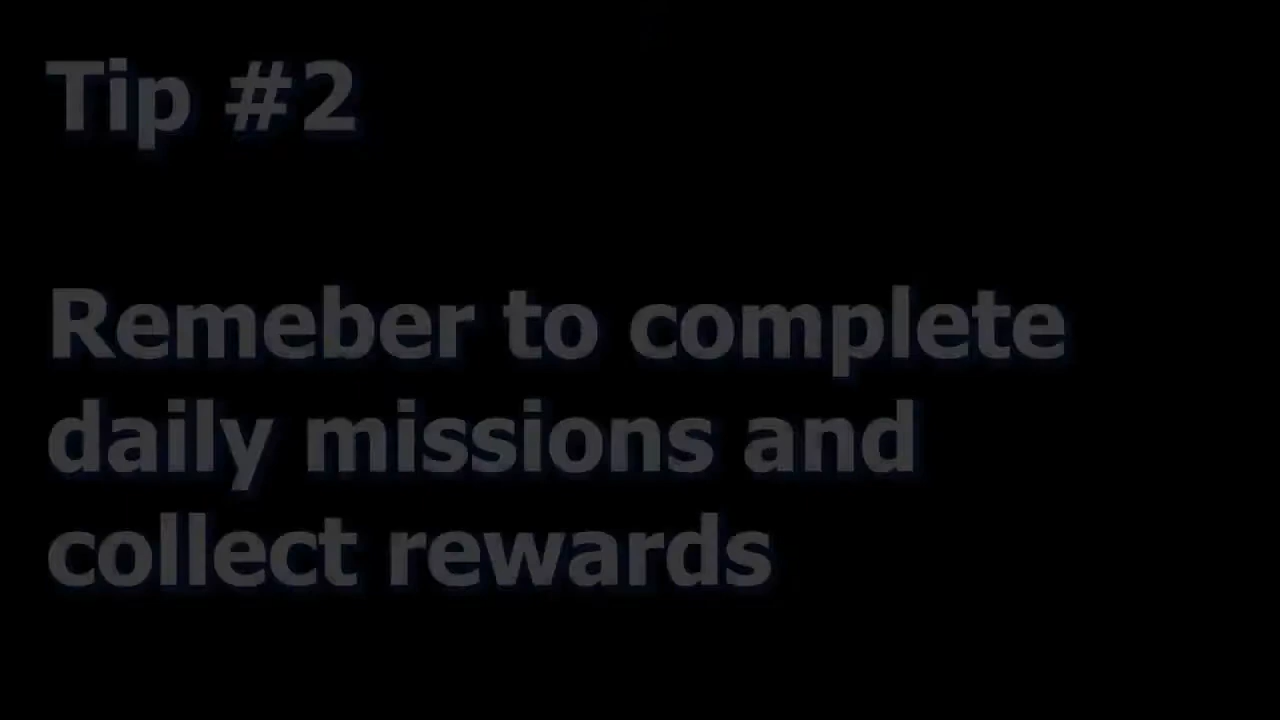 Tip #2
Remeber to complete
daily missions and
collect rewards